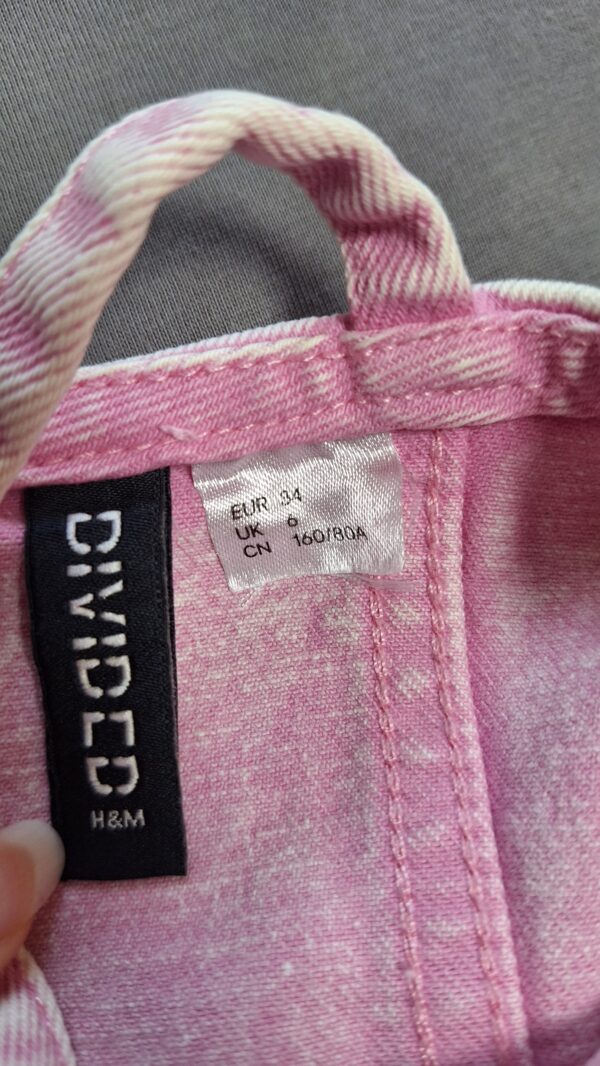 DIVIDED
H&M
EUR 34
UK 6
CN 160/80A